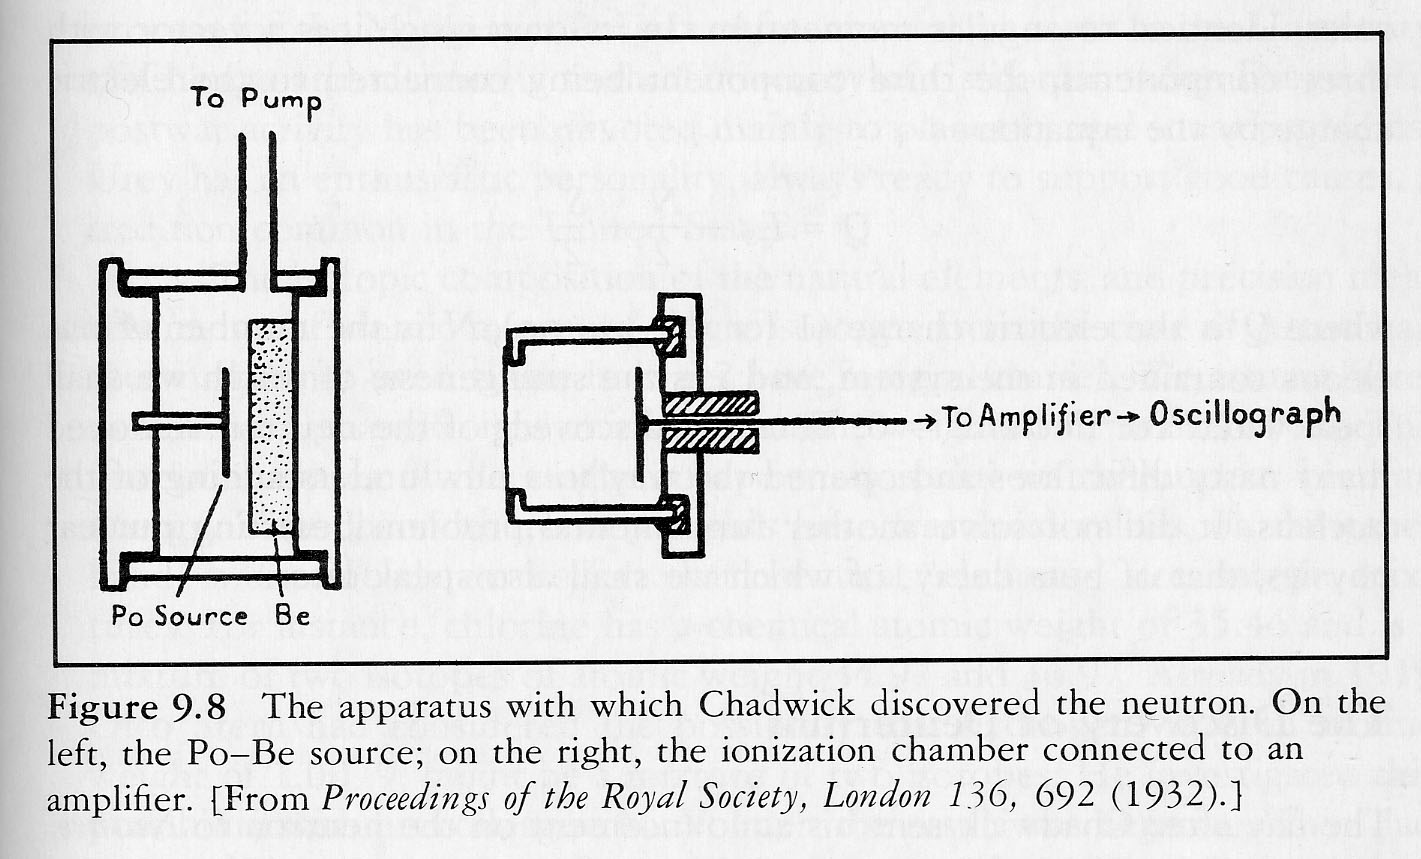 To Pump
→To Amplifier→ Oscillograph
Po Source Be
Figure 9.8 The apparatus with which Chadwick discovered the neutron. On the
left, the Po–Be source; on the right, the ionization chamber connected to an
amplifier. [From Proceedings of the Royal Society, London 136, 692 (1932).]